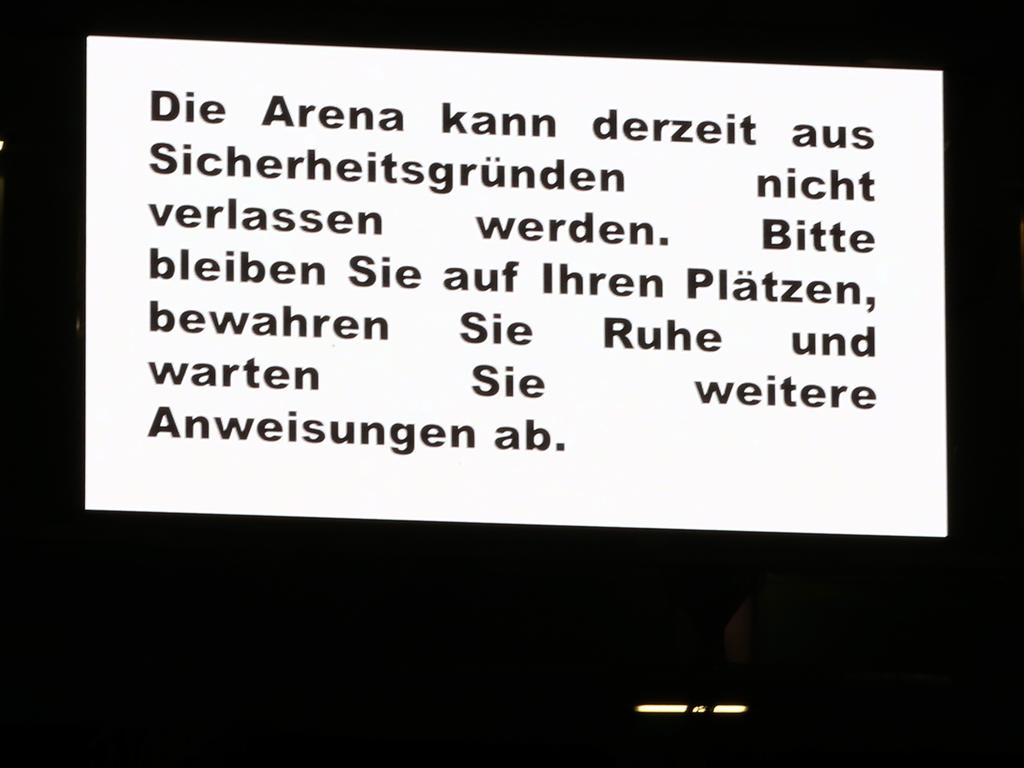 Die Arena kann derzeit aus
Sicherheitsgründen nicht
verlassen werden. Bitte
bleiben Sie auf Ihren Plätzen,
bewahren Sie Ruhe und
warten Sie weitere
Anweisungen ab.